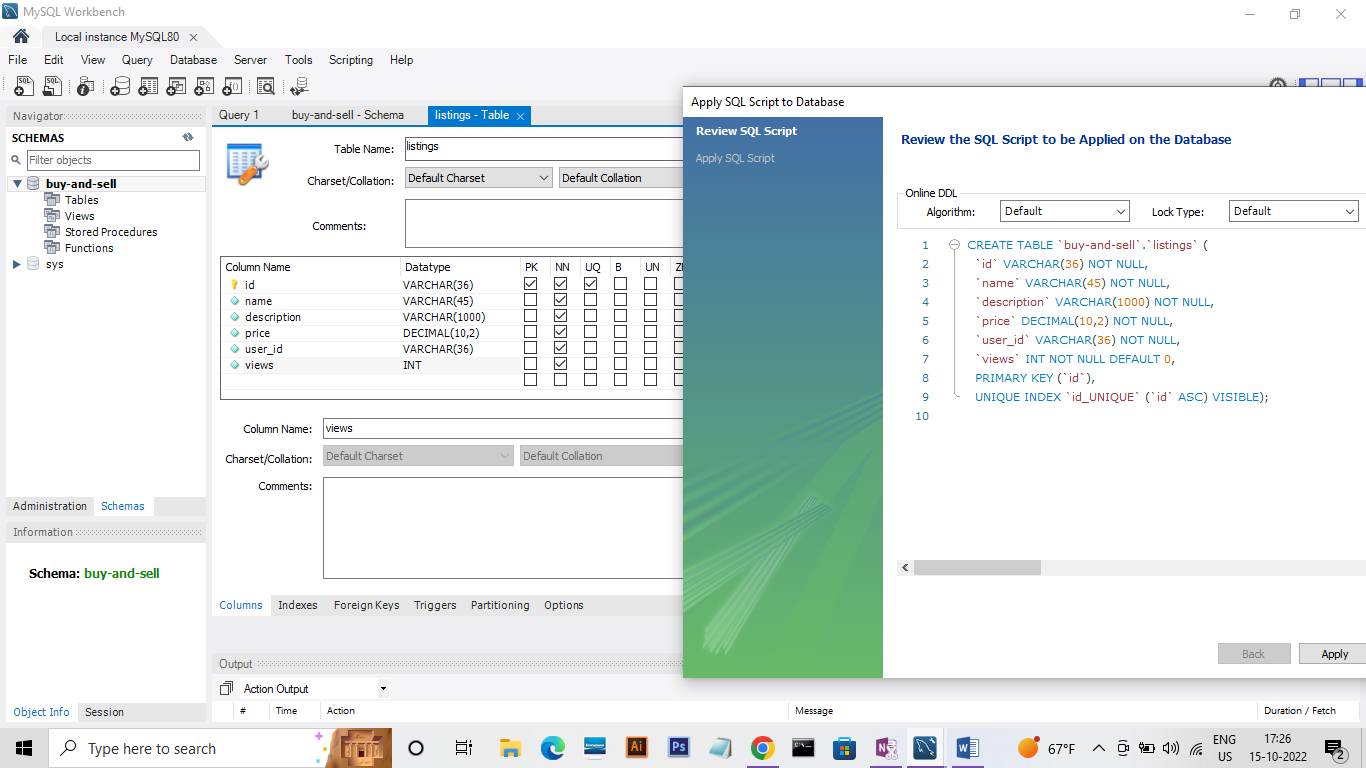 MySQL Workbench
Local instance MySQL80
File Edit View Query Database Server Tools Scripting Help
Navigator
SCHEMAS
Filter objects
buy-and-sell
Tables
Views
Stored Procedures
Functions
sys
Administration Schemas
Information
Schema: buy-and-sell
Object Info Session
Query 1 buy-and-sell - Schema listings - Table
Table Name: listings
Charset/Collation: Default Charset Default Collation
Comments:
Column Name Datatype PK NN UQ B UN
id VARCHAR(36)
name VARCHAR(45)
description VARCHAR(1000)
price DECIMAL(10,2)
user_id VARCHAR(36)
views INT
Column Name: views
Charset/Collation: Default Charset Default Collation
Comments:
Columns Indexes Foreign Keys Triggers Partitioning Options
Output
Action Output
# Time Action Message Duration / Fetch
Apply SQL Script to Database
Review SQL Script
Apply SQL Script
Review the SQL Script to be Applied on the Database
Online DDL
Algorithm: Default Lock Type: Default
1 CREATE TABLE `buy-and-sell`.`listings` (
2 `id` VARCHAR(36) NOT NULL,
3 `name` VARCHAR(45) NOT NULL,
4 `description` VARCHAR(1000) NOT NULL,
5 `price` DECIMAL(10,2) NOT NULL,
6 `user_id` VARCHAR(36) NOT NULL,
7 `views` INT NOT NULL DEFAULT 0,
8 PRIMARY KEY (`id`),
9 UNIQUE INDEX `id_UNIQUE` (`id` ASC) VISIBLE);
10
Back Apply
Type here to search
Ai Ps
67°F
ENG
US
17:26
15-10-2022
2